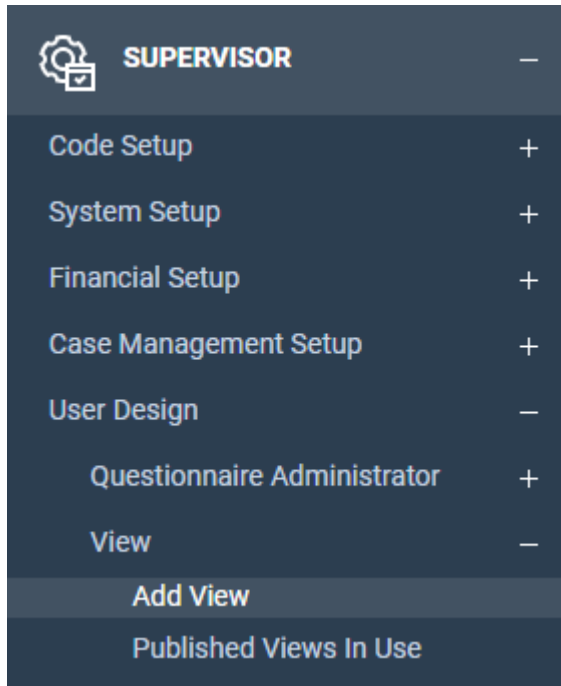 SUPERVISOR
Code Setup
System Setup
Financial Setup
Case Management Setup
User Design
Questionnaire Administrator
View
Add View
Published Views In Use